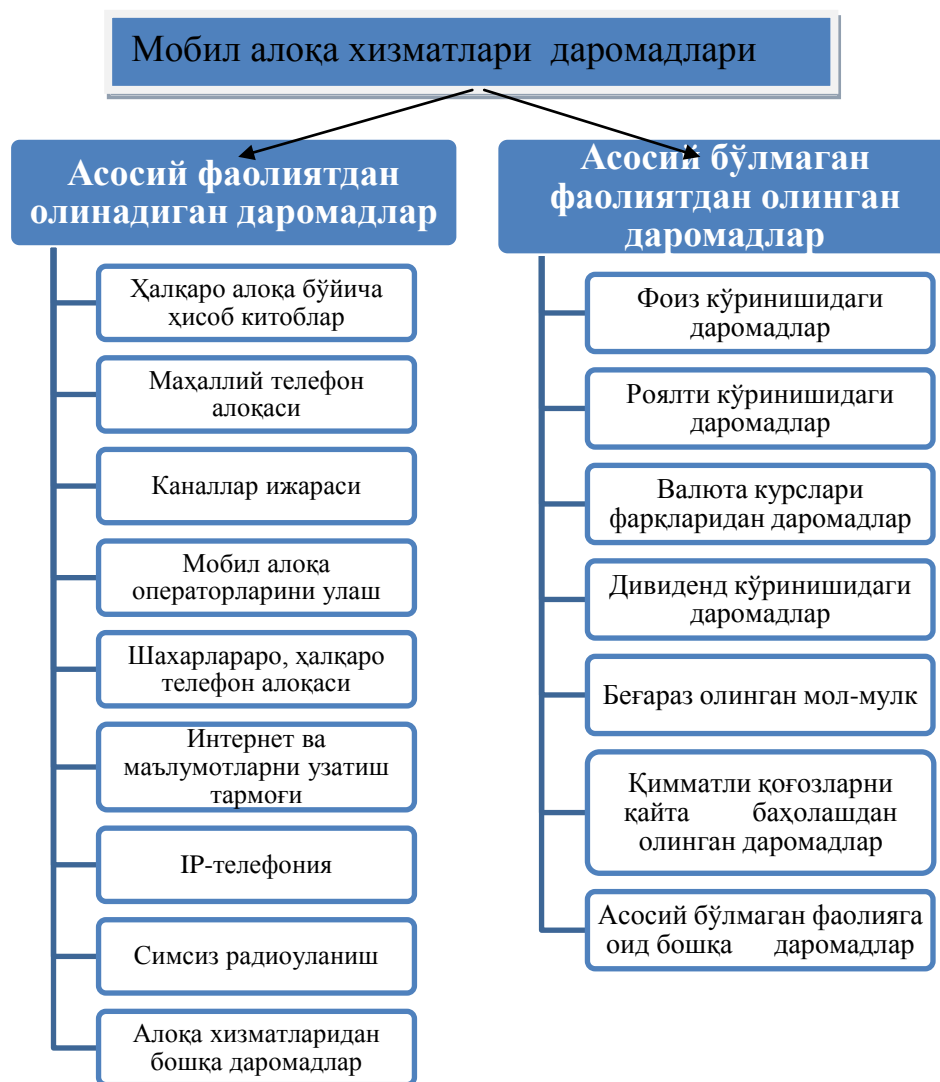 Мобил алоқа хизматлари даромадлари
Асосий фаолиятдан
олинадиган даромадлар
Ҳалқаро алоқа бўйича
ҳисоб китоблар
Маҳаллий телефон
алоқаси
Каналлар ижараси
Мобил алоқа
операторларини улаш
Шахарлараро, ҳалқаро
телефон алоқаси
Интернет ва
маълумотларни узатиш
тармоғи
IP-телефония
Симсиз радиоуланиш
Алоқа хизматларидан
бошқа даромадлар
Асосий бўлмаган
фаолиятдан олинган
даромадлар
Фоиз кўринишидаги
даромадлар
Роялти кўринишидаги
даромадлар
Валюта курслари
фарқларидан даромадлар
Дивиденд кўринишидаги
даромадлар
Беғараз олинган мол-мулк
Қимматли қоғозларни
қайта баҳолашдан
олинган даромадлар
Асосий бўлмаган фаолияга
оид бошқа даромадлар